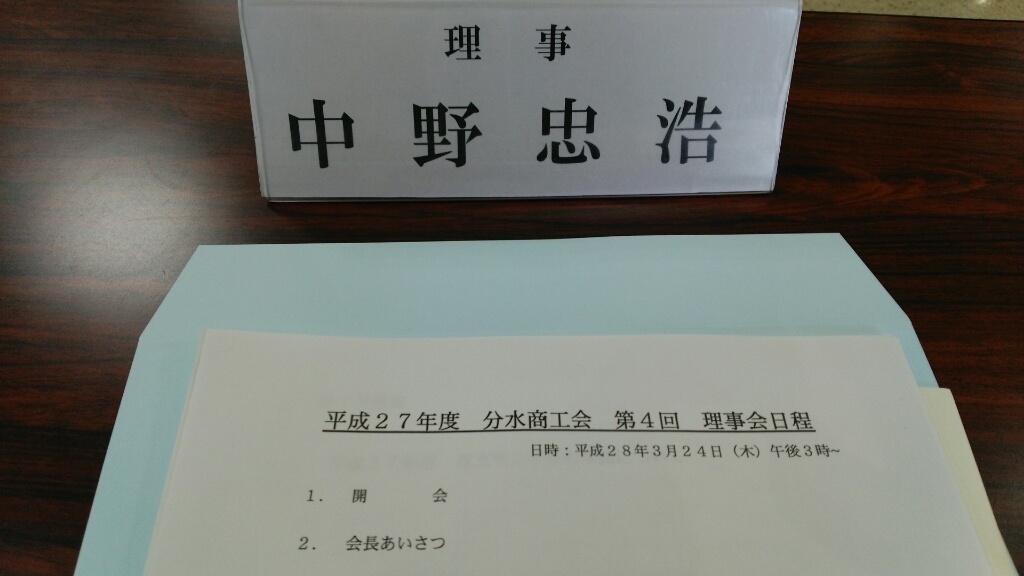 理　事
中 野 忠 浩
平成２７年度　分水商工会　第４回　理事会日程
日時：平成２８年３月２４日（木）午後３時~
１．　開　　　会
２．　会長あいさつ